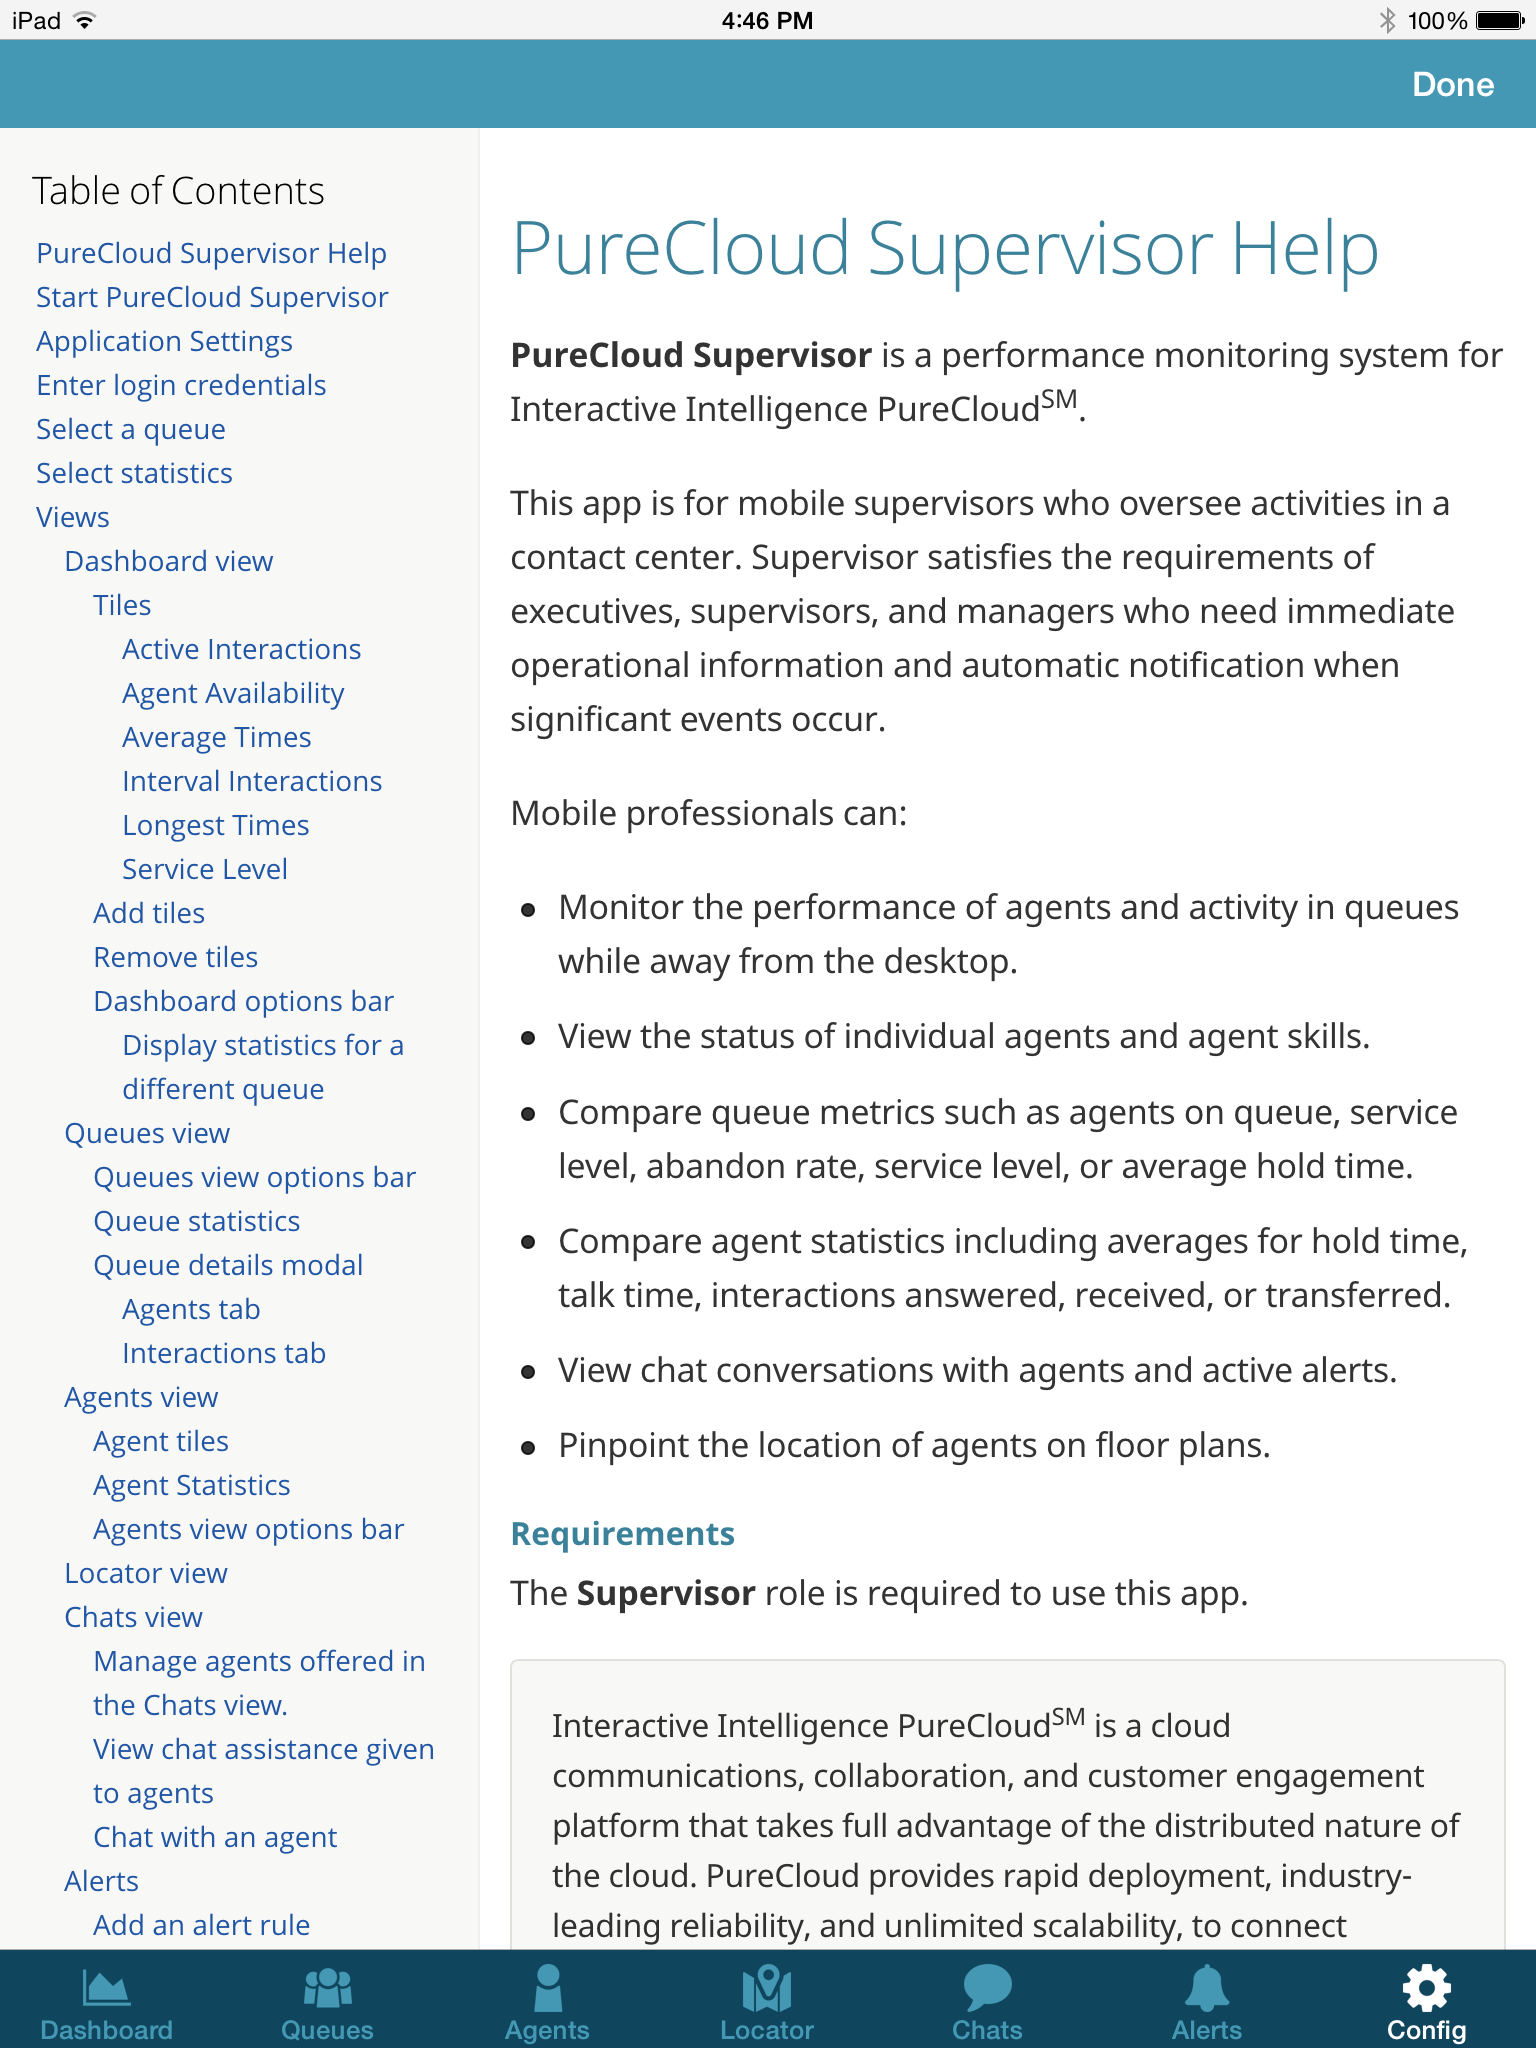 iPad
4:46 PM
100%
Done
Table of Contents
PureCloud Supervisor Help
Start PureCloud Supervisor
Application Settings
Enter login credentials
Select a queue
Select statistics
Views
Dashboard view
Tiles
Active Interactions
Agent Availability
Average Times
Interval Interactions
Longest Times
Service Level
Add tiles
Remove tiles
Dashboard options bar
Display statistics for a
different queue
Queues view
Queues view options bar
Queue statistics
Queue details modal
Agents tab
Interactions tab
Agents view
Agent tiles
Agent Statistics
Agents view options bar
Locator view
Chats view
Manage agents offered in
the Chats view.
View chat assistance given
to agents
Chat with an agent
Alerts
Add an alert rule
PureCloud Supervisor Help
PureCloud Supervisor is a performance monitoring system for
Interactive Intelligence PureCloudSM.
This app is for mobile supervisors who oversee activities in a
contact center. Supervisor satisfies the requirements of
executives, supervisors, and managers who need immediate
operational information and automatic notification when
significant events occur.
Mobile professionals can:
• Monitor the performance of agents and activity in queues
while away from the desktop.
• View the status of individual agents and agent skills.
• Compare queue metrics such as agents on queue, service
level, abandon rate, service level, or average hold time.
• Compare agent statistics including averages for hold time,
talk time, interactions answered, received, or transferred.
• View chat conversations with agents and active alerts.
• Pinpoint the location of agents on floor plans.
Requirements
The Supervisor role is required to use this app.
Interactive Intelligence PureCloudSM is a cloud
communications, collaboration, and customer engagement
platform that takes full advantage of the distributed nature of
the cloud. PureCloud provides rapid deployment, industry-
leading reliability, and unlimited scalability, to connect
Dashboard
Queues
Agents
Locator
Chats
Alerts
Config